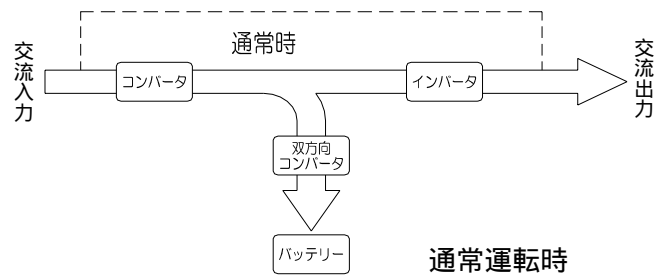 通常時
交流入力
コンバータ
インバータ
交流出力
双方向
コンバータ
バッテリー
通常運転時